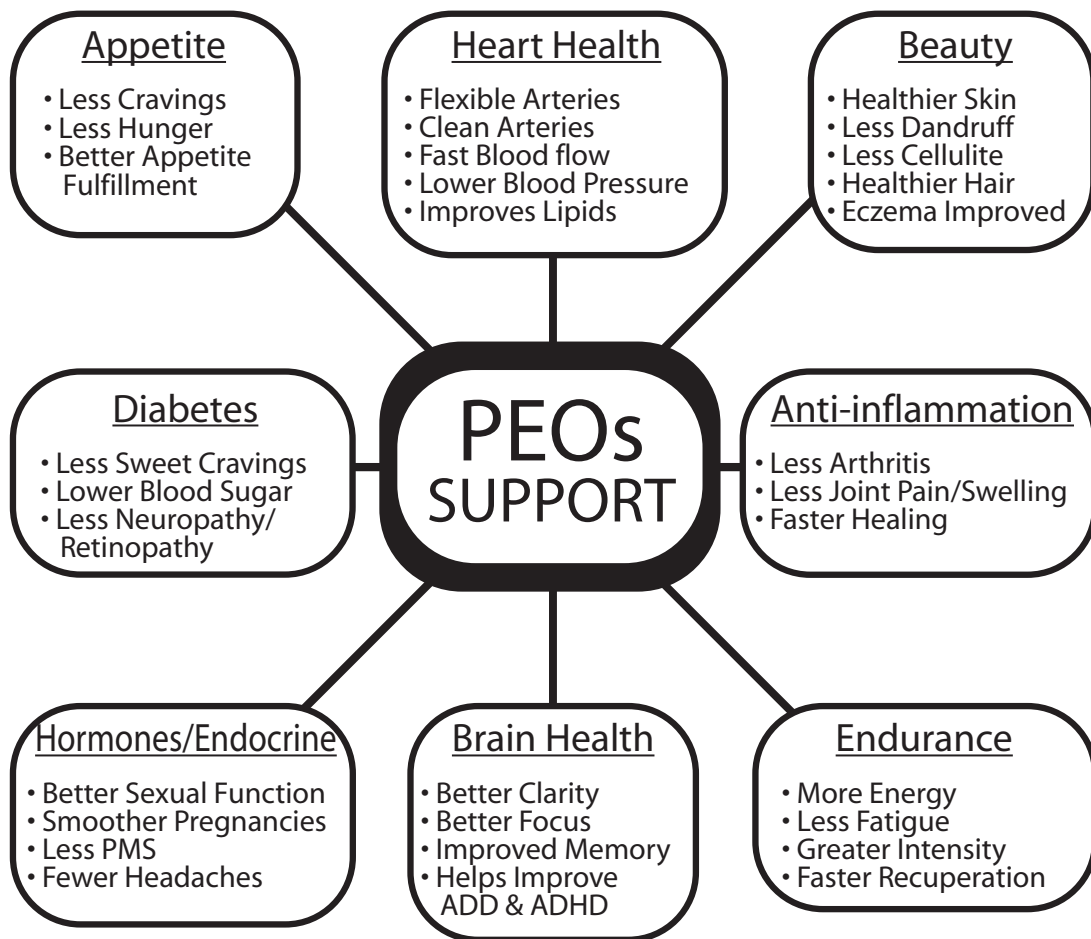 Appetite
• Less Cravings
• Less Hunger
• Better Appetite
Fulfillment
Heart Health
• Flexible Arteries
• Clean Arteries
• Fast Blood flow
• Lower Blood Pressure
• Improves Lipids
Beauty
• Healthier Skin
• Less Dandruff
• Less Cellulite
• Healthier Hair
• Eczema Improved
Diabetes
• Less Sweet Cravings
• Lower Blood Sugar
• Less Neuropathy/
Retinopathy
PEOs
SUPPORT
Anti-inflammation
• Less Arthritis
• Less Joint Pain/Swelling
• Faster Healing
Hormones/Endocrine
• Better Sexual Function
• Smoother Pregnancies
• Less PMS
• Fewer Headaches
Brain Health
• Better Clarity
• Better Focus
• Improved Memory
• Helps Improve
ADD & ADHD
Endurance
• More Energy
• Less Fatigue
• Greater Intensity
• Faster Recuperation